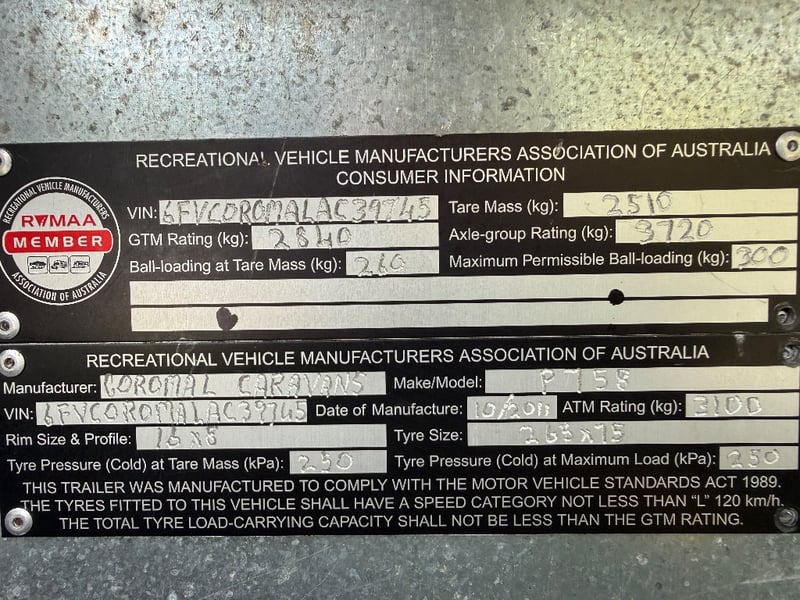 RECREATIONAL VEHICLE MANUFACTURERS ASSOCIATION OF AUSTRALIA
CONSUMER INFORMATION
RECREATIONAL VEHICLE MANUFACTURERS
RVMAA
MEMBER
ASSOCIATION OF AUSTRALIA
VIN: 6FVCOROMALAC39745 Tare Mass (kg): 2510
GTM Rating (kg): 2840 Axle-group Rating (kg): 3720
Ball-loading at Tare Mass (kg): 260 Maximum Permissible Ball-loading (kg): 300
RECREATIONAL VEHICLE MANUFACTURERS ASSOCIATION OF AUSTRALIA
Manufacturer: COROMAL CARAVANS Make/Model: P758
VIN: 6FVCOROMALAC39745 Date of Manufacture: 10/2011 ATM Rating (kg): 3100
Rim Size & Profile: 16x8 Tyre Size: 265x75
Tyre Pressure (Cold) at Tare Mass (kPa): 250 Tyre Pressure (Cold) at Maximum Load (kPa): 250
THIS TRAILER WAS MANUFACTURED TO COMPLY WITH THE MOTOR VEHICLE STANDARDS ACT 1989.
THE TYRES FITTED TO THIS VEHICLE SHALL HAVE A SPEED CATEGORY NOT LESS THAN "L" 120 km/h.
THE TOTAL TYRE LOAD-CARRYING CAPACITY SHALL NOT BE LESS THAN THE GTM RATING.